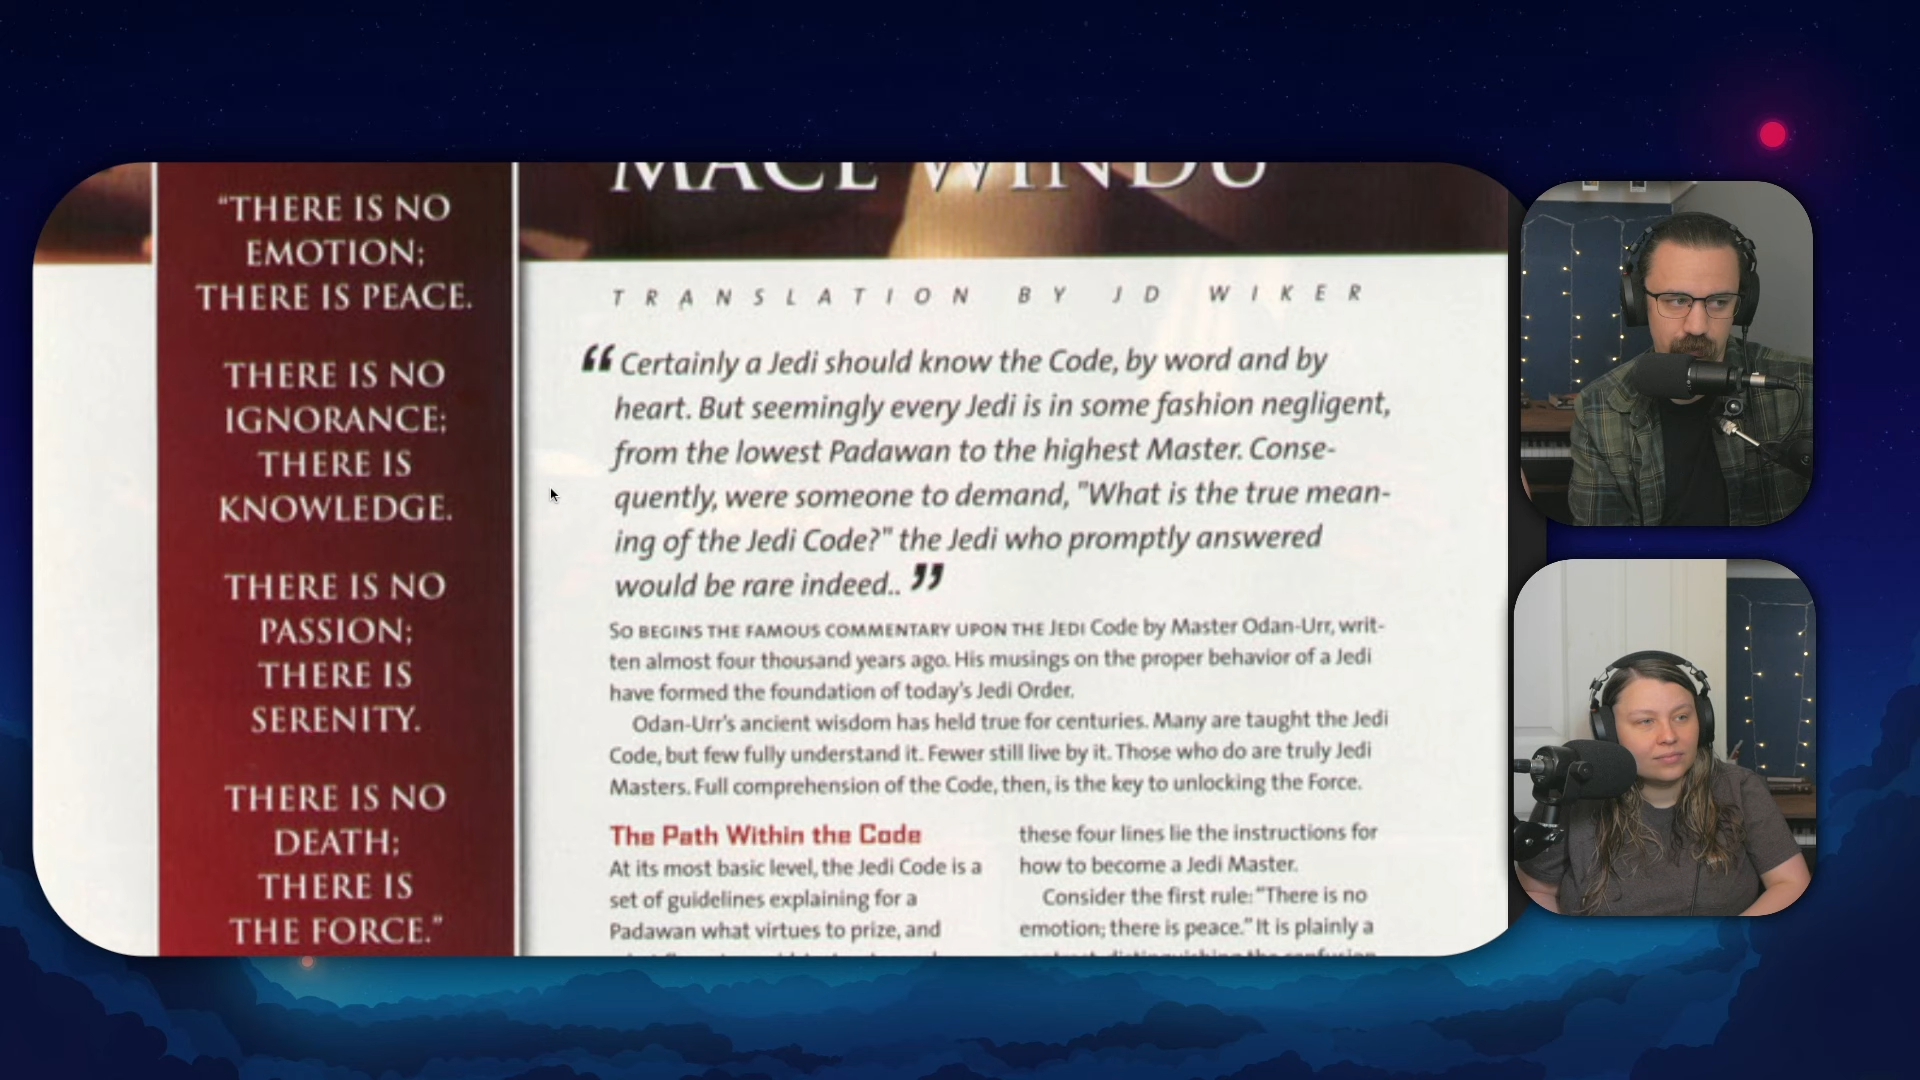 MACE WINDU
"THERE IS NO
EMOTION;
THERE IS PEACE.
THERE IS NO
IGNORANCE;
THERE IS
KNOWLEDGE.
THERE IS NO
PASSION;
THERE IS
SERENITY.
THERE IS NO
DEATH;
THERE IS
THE FORCE."
TRANSLATION BY JD WIKER
“Certainly a Jedi should know the Code, by word and by
heart. But seemingly every Jedi is in some fashion negligent,
from the lowest Padawan to the highest Master. Conse-
quently, were someone to demand, "What is the true mean-
ing of the Jedi Code?" the Jedi who promptly answered
would be rare indeed..”
SO BEGINS THE FAMOUS COMMENTARY UPON THE JEDI Code by Master Odan-Urr, writ-
ten almost four thousand years ago. His musings on the proper behavior of a Jedi
have formed the foundation of today's Jedi Order.
Odan-Urr's ancient wisdom has held true for centuries. Many are taught the Jedi
Code, but few fully understand it. Fewer still live by it. Those who do are truly Jedi
Masters. Full comprehension of the Code, then, is the key to unlocking the Force.
The Path Within the Code
At its most basic level, the Jedi Code is a
set of guidelines explaining for a
Padawan what virtues to prize, and
these four lines lie the instructions for
how to become a Jedi Master.
Consider the first rule: "There is no
emotion; there is peace." It is plainly a